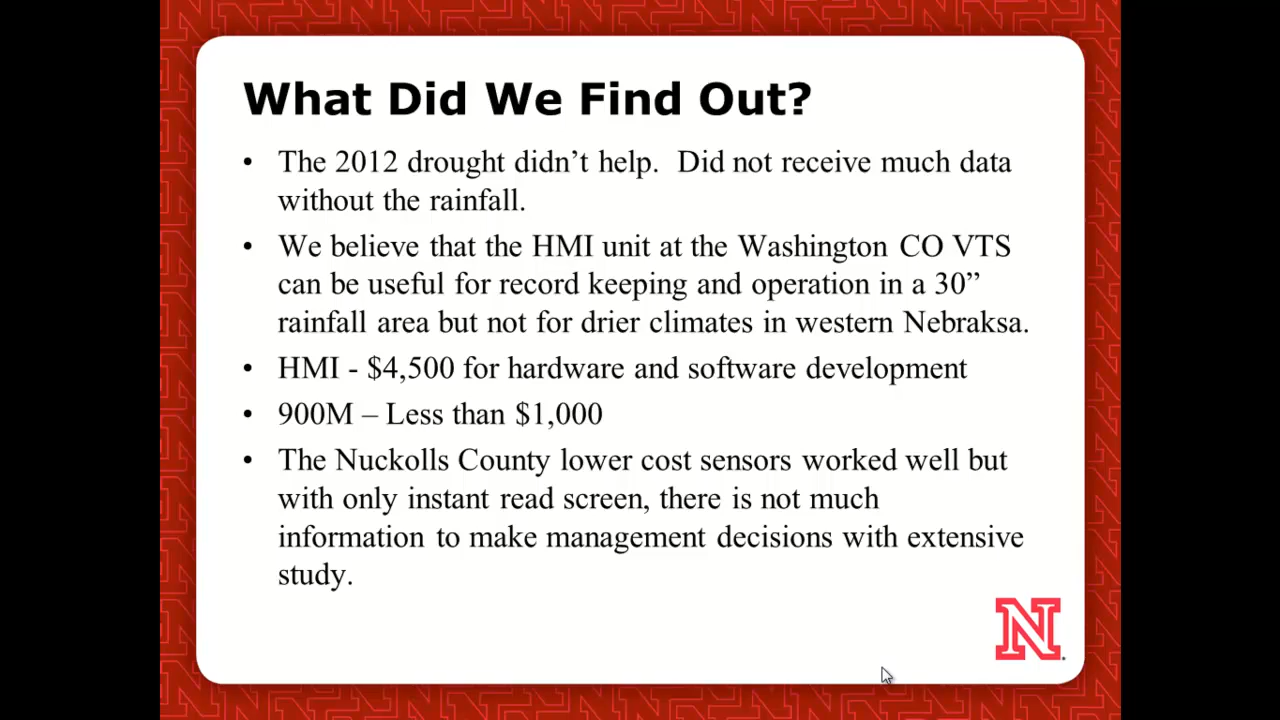 What Did We Find Out?
• The 2012 drought didn’t help.  Did not receive much data
without the rainfall.
• We believe that the HMI unit at the Washington CO VTS
can be useful for record keeping and operation in a 30”
rainfall area but not for drier climates in western Nebraksa.
• HMI - $4,500 for hardware and software development
• 900M – Less than $1,000
• The Nuckolls County lower cost sensors worked well but
with only instant read screen, there is not much
information to make management decisions with extensive
study.
N